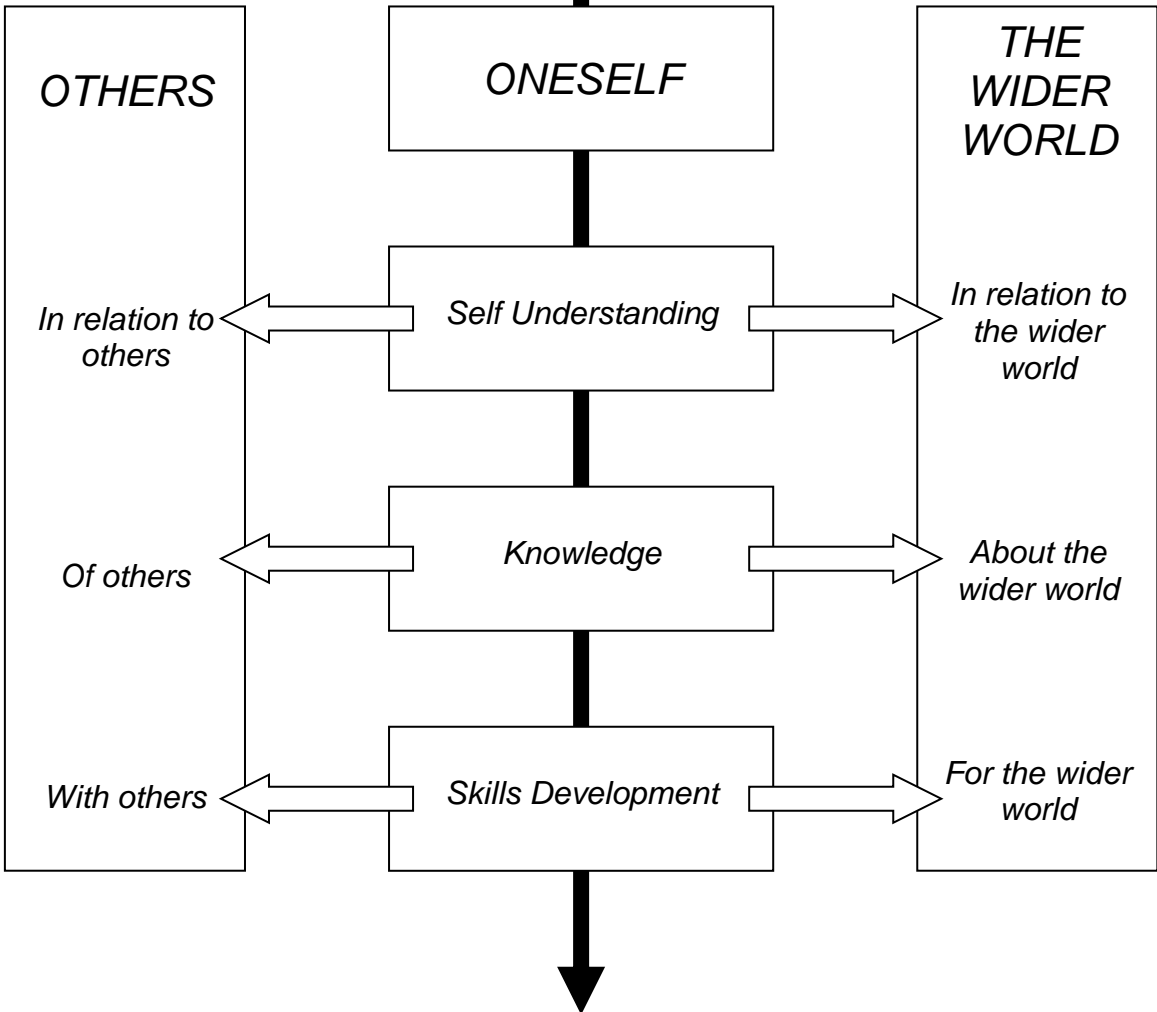 OTHERS
ONESELF
THE
WIDER
WORLD
In relation to
others
Self Understanding
In relation to
the wider
world
Of others
Knowledge
About the
wider world
With others
Skills Development
For the wider
world